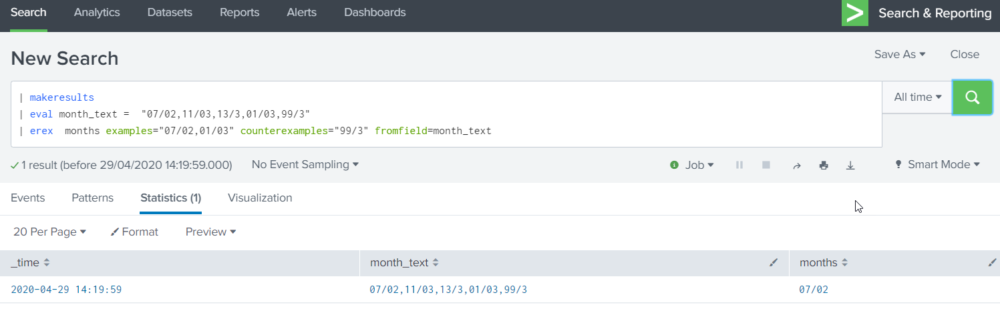 Search Analytics Datasets Reports Alerts Dashboards > Search & Reporting
New Search Save As Close
| makeresults
| eval month_text =  "07/02,11/03,13/3,01/03,99/3"
| erex  months examples="07/02,01/03" counterexamples="99/3" fromfield=month_text
All time
1 result (before 29/04/2020 14:19:59.000) No Event Sampling Job Smart Mode
Events Patterns Statistics (1) Visualization
20 Per Page Format Preview
_time month_text months
2020-04-29 14:19:59 07/02,11/03,13/3,01/03,99/3 07/02